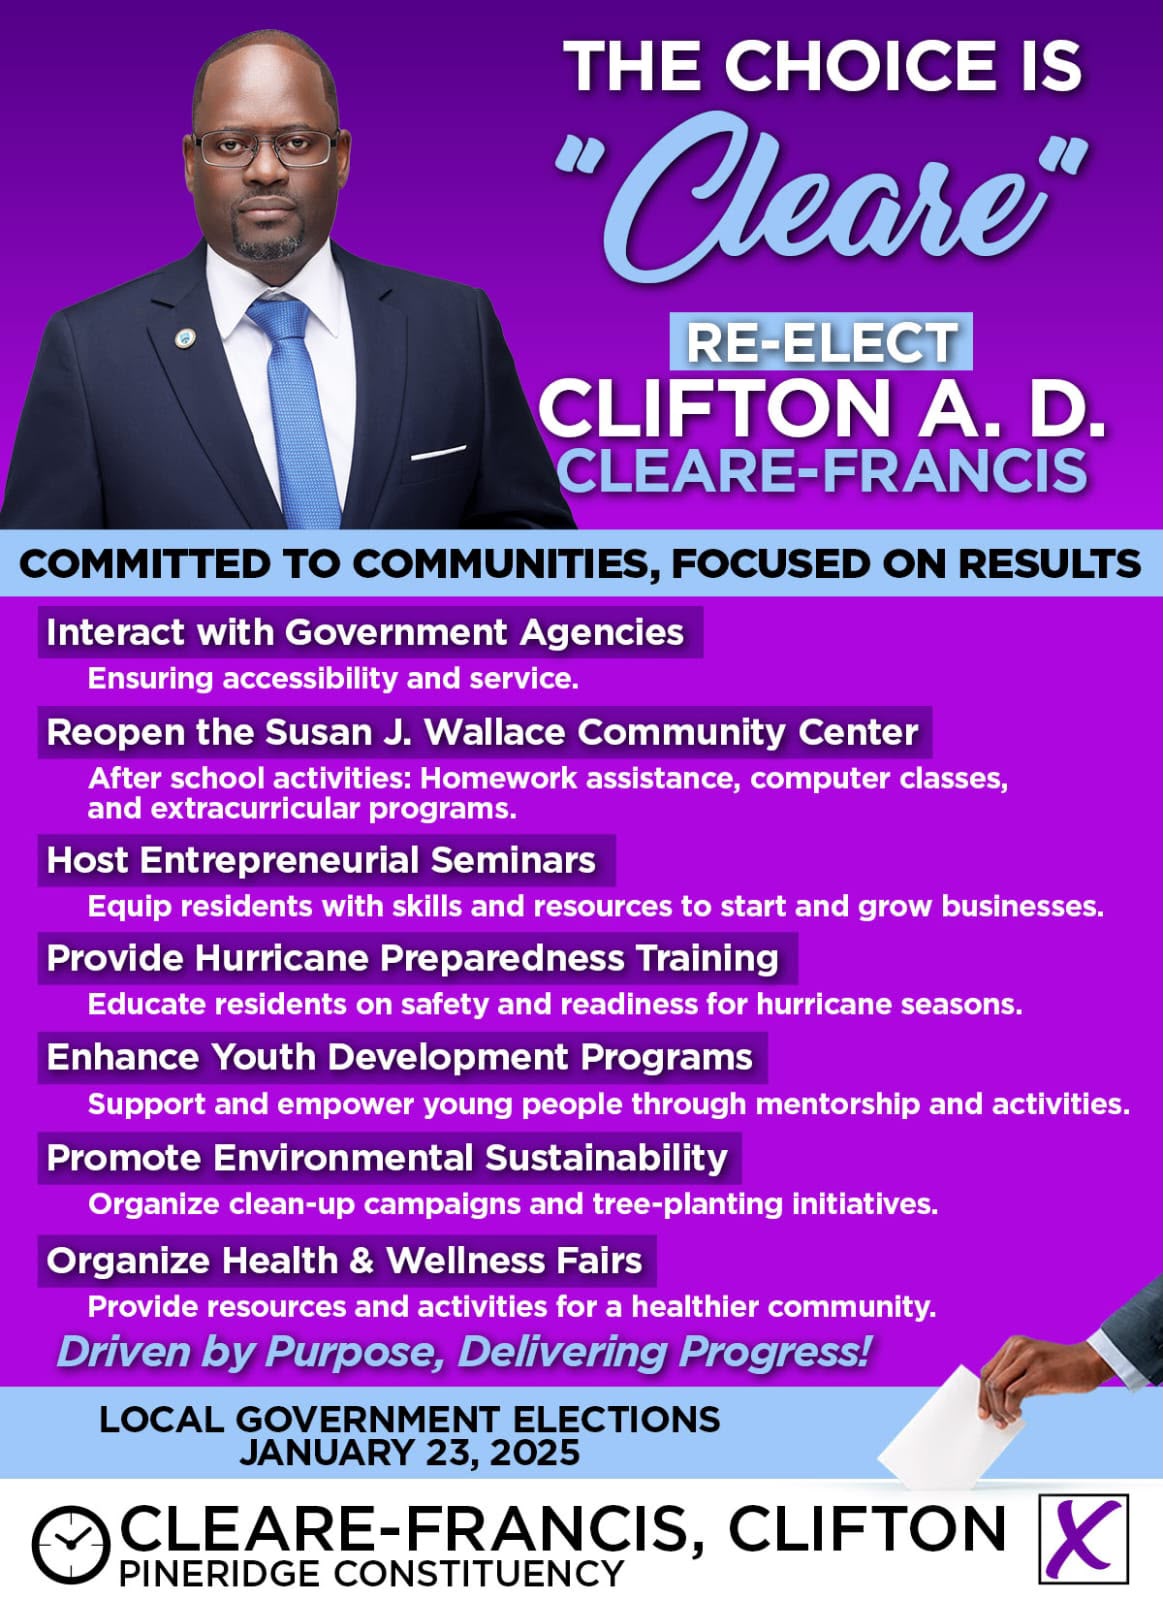 THE CHOICE IS
"Cleare"
RE-ELECT
CLIFTON A. D.
CLEARE-FRANCIS
COMMITTED TO COMMUNITIES, FOCUSED ON RESULTS
Interact with Government Agencies
Ensuring accessibility and service.
Reopen the Susan J. Wallace Community Center
After school activities: Homework assistance, computer classes,
and extracurricular programs.
Host Entrepreneurial Seminars
Equip residents with skills and resources to start and grow businesses.
Provide Hurricane Preparedness Training
Educate residents on safety and readiness for hurricane seasons.
Enhance Youth Development Programs
Support and empower young people through mentorship and activities.
Promote Environmental Sustainability
Organize clean-up campaigns and tree-planting initiatives.
Organize Health & Wellness Fairs
Provide resources and activities for a healthier community.
Driven by Purpose, Delivering Progress!
LOCAL GOVERNMENT ELECTIONS
JANUARY 23, 2025
CLEARE-FRANCIS, CLIFTON X
PINERIDGE CONSTITUENCY